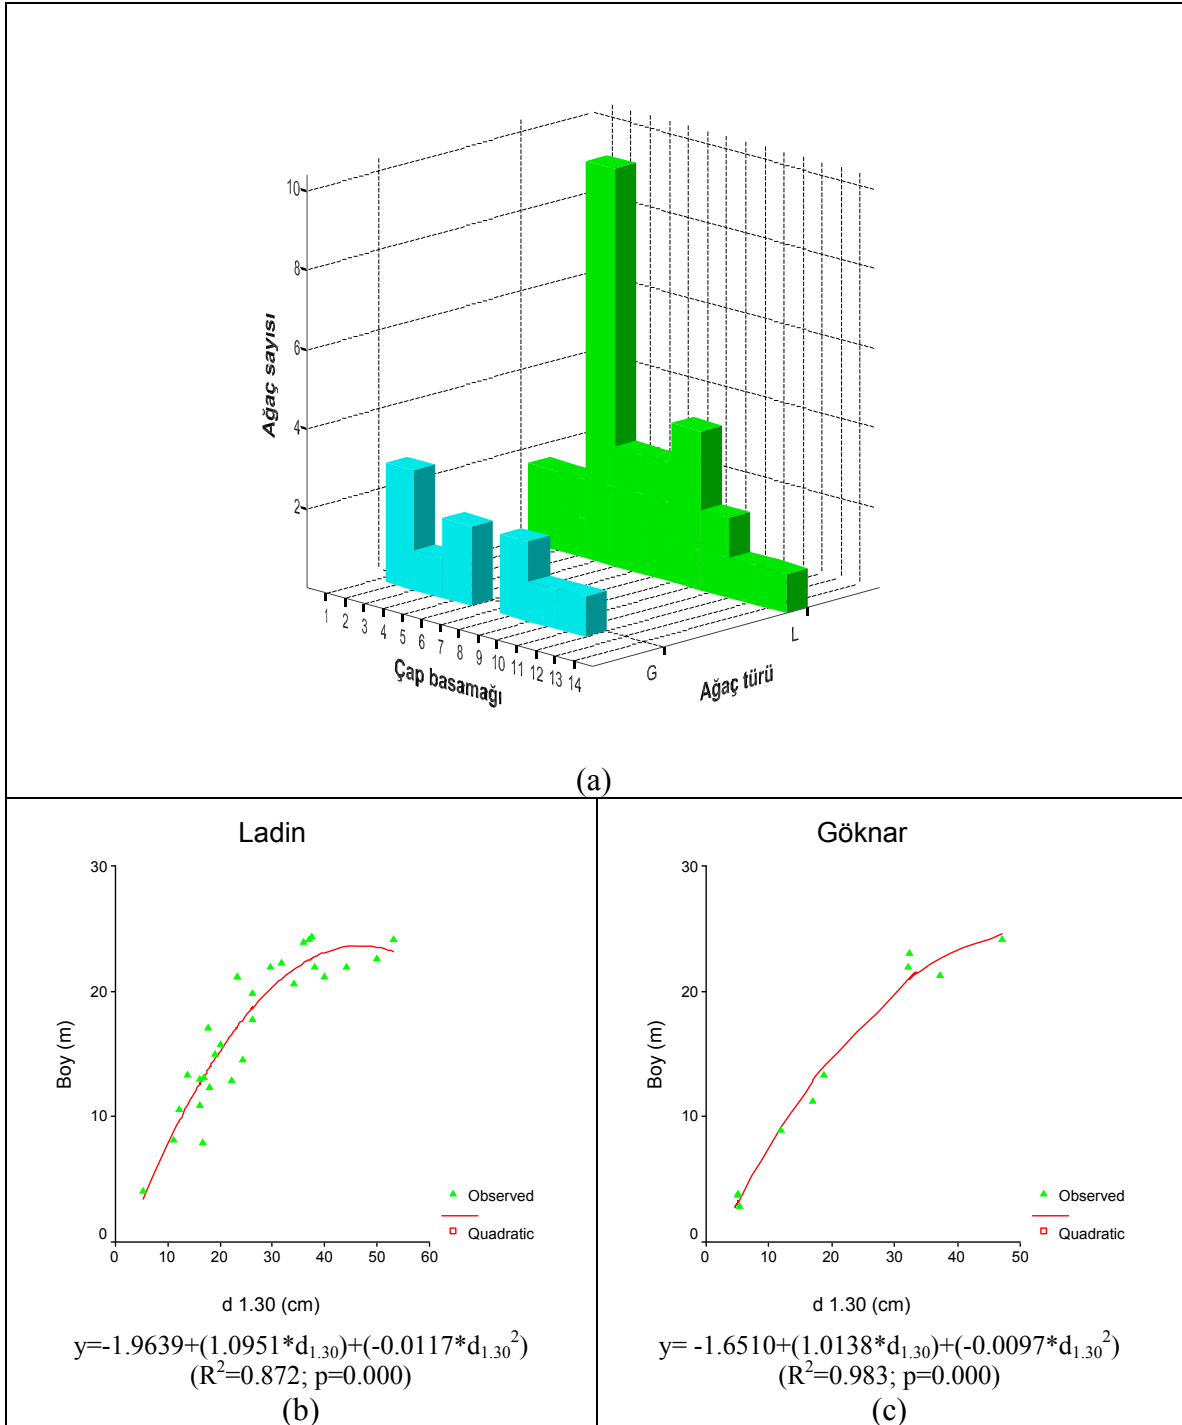 10
8
6
4
2
Ağaç sayısı
1 2 3 4 5 6 7 8 9 10 11 12 13 14
Çap basamağı
G
L
Ağaç türü
(a)
Ladin
30
20
10
0
Boy (m)
Observed
Quadratic
0 10 20 30 40 50 60
d 1.30 (cm)
y=-1.9639+(1.0951*d₁.₃₀)+(-0.0117*d₁.₃₀²)
(R²=0.872; p=0.000)
(b)
Göknar
30
20
10
0
Boy (m)
Observed
Quadratic
0 10 20 30 40 50
d 1.30 (cm)
y= -1.6510+(1.0138*d₁.₃₀)+(-0.0097*d₁.₃₀²)
(R²=0.983; p=0.000)
(c)